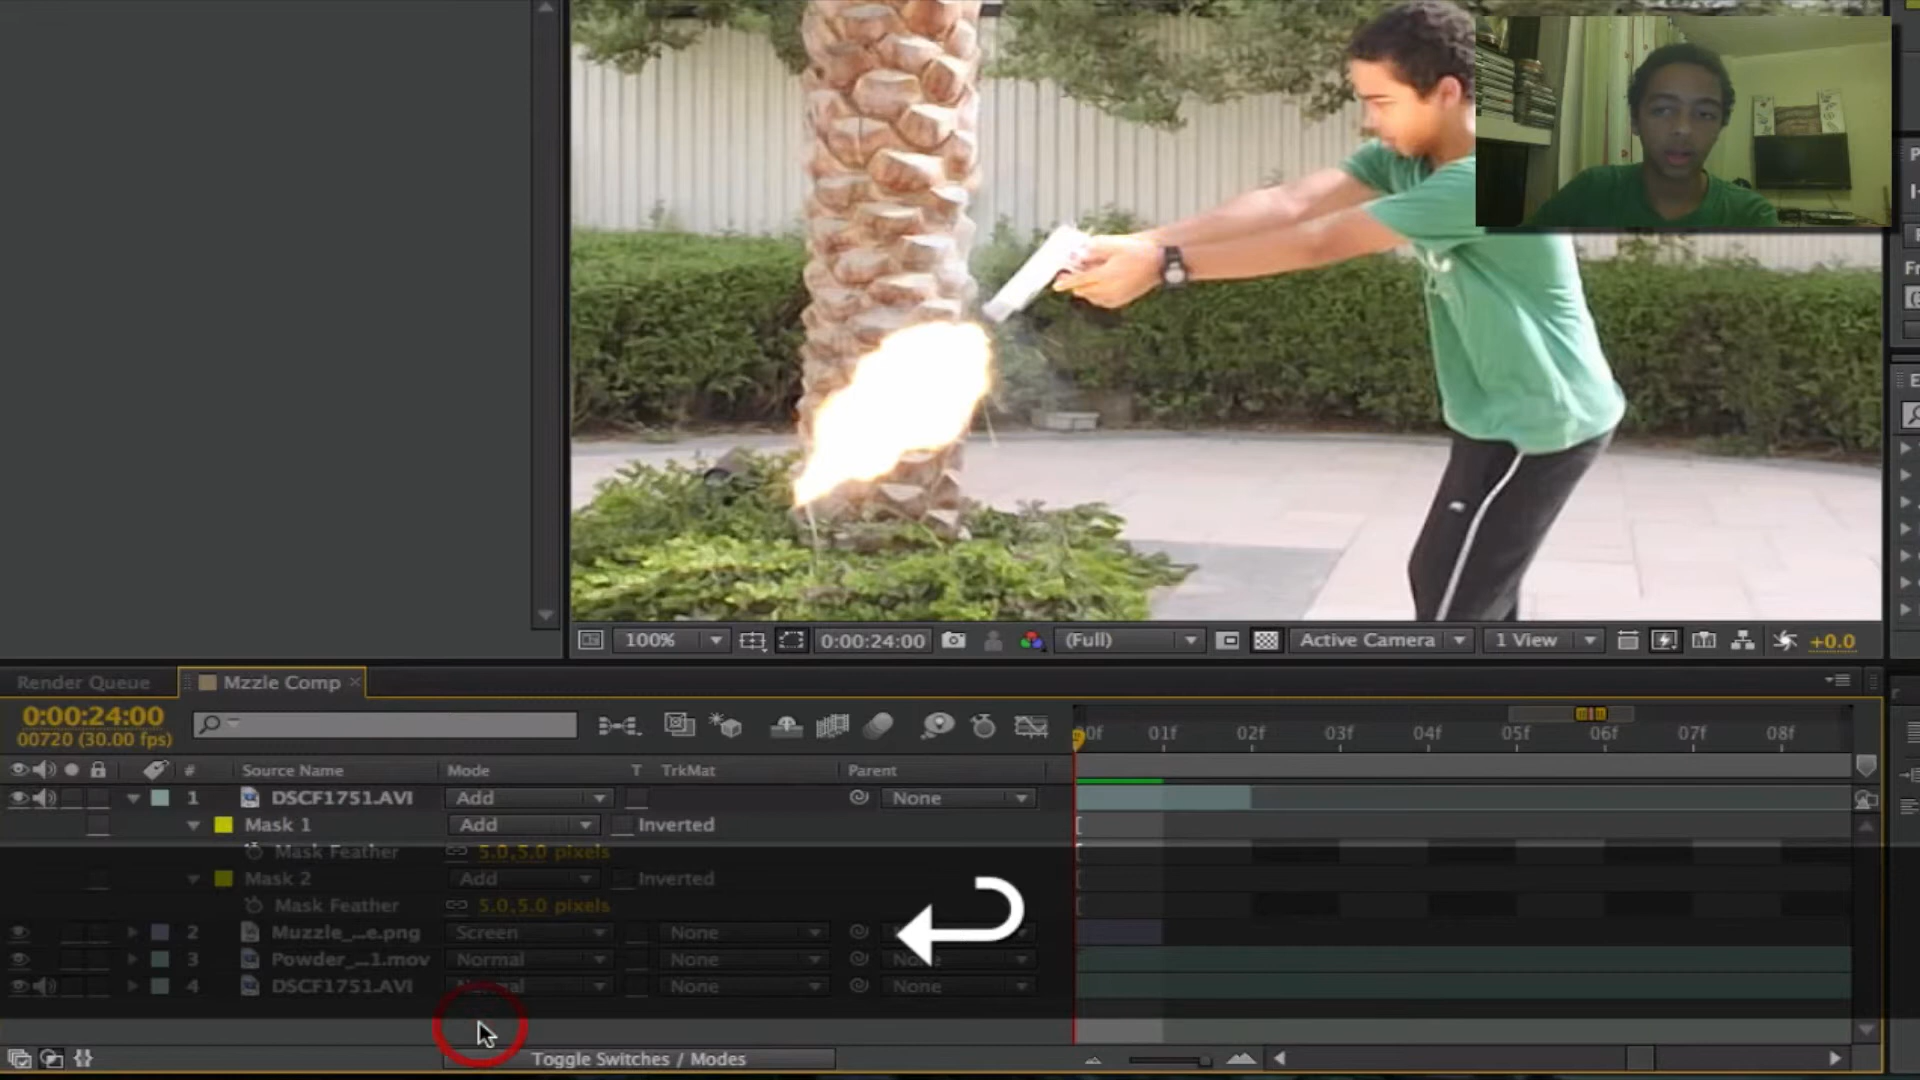 100%
0:00:24:00
(Full)
Active Camera
1 View
+0.0
Render Queue
Mzzle Comp
0:00:24:00
00720 (30.00 fps)
0f 01f 02f 03f 04f 05f 06f 07f 08f
# Source Name Mode T TrkMat Parent
1 DSCF1751.AVI Add None
Mask 1 Add Inverted
Mask Feather 5.0,5.0 pixels
Mask 2 Add Inverted
Mask Feather 5.0,5.0 pixels
2 Muzzle_...e.png Screen None
3 Powder_...1.mov Normal None None
4 DSCF1751.AVI Normal None None
Toggle Switches / Modes